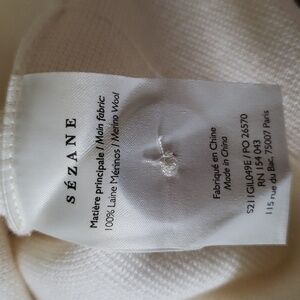 SÉZANE
Matière principale / Main fabric:
100% Laine Mérinos / Merino Wool
Fabriqué en Chine
Made in China
S211GIL049E / PO 26570
RN 154 043
115 rue du Bac, 75007 Paris